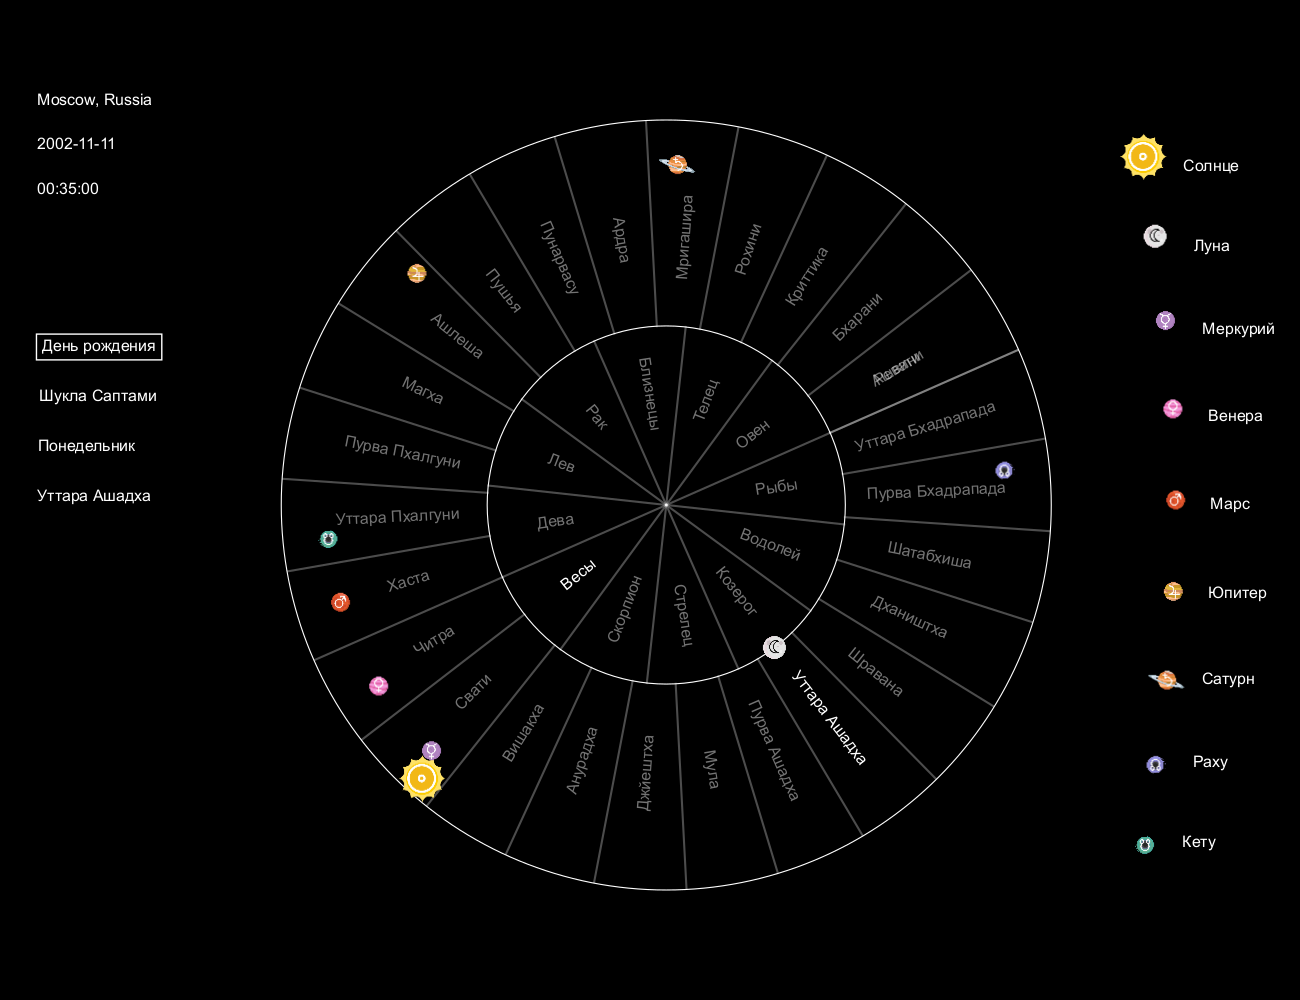 Moscow, Russia
2002-11-11
00:35:00
День рождения
Шукла Саптами
Понедельник
Уттара Ашадха
Ардра
Мригашира
Рохини
Криттика
Бхарани
Ревати
Уттара Бхадрапада
Пурва Бхадрапада
Шатабхиша
Дхаништха
Шравана
Уттара Ашадха
Пурва Ашадха
Мула
Джйештха
Анурадха
Вишакха
Свати
Читра
Хаста
Уттара Пхалгуни
Пурва Пхалгуни
Магха
Ашлеша
Пушья
Пунарвасу
Близнецы
Телец
Овен
Рыбы
Водолей
Козерог
Стрелец
Скорпион
Весы
Дева
Лев
Рак
Солнце
Луна
Меркурий
Венера
Марс
Юпитер
Сатурн
Раху
Кету